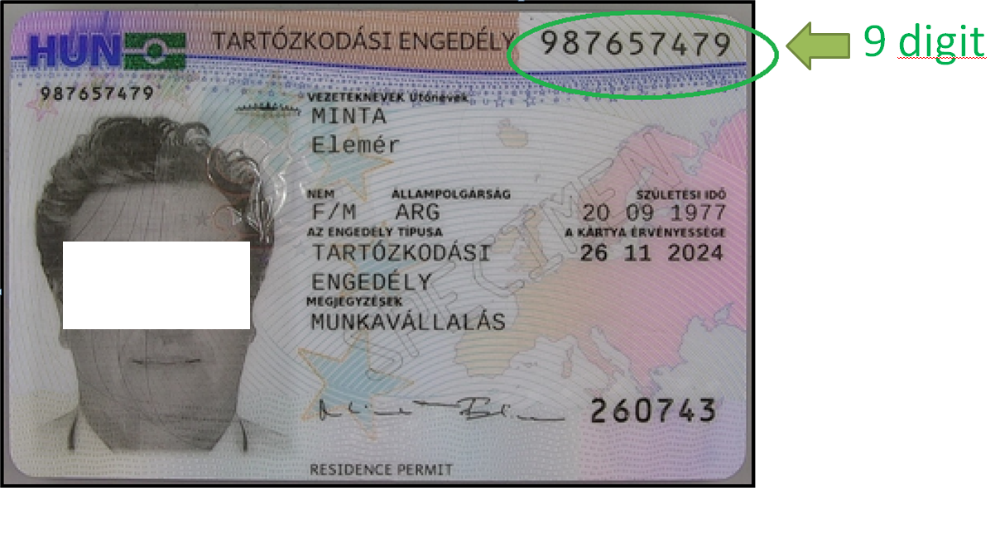 HUN
TARTÓZKODÁSI ENGEDÉLY
987657479
9 digit
987657479
VEZETÉKNEVEK Utónevek
MINTA
Elemér
NEM ÁLLAMPOLGÁRSÁG SZÜLETÉSI IDŐ
F/M ARG 20 09 1977
AZ ENGEDÉLY TÍPUSA A KÁRTYA ÉRVÉNYESSÉGE
TARTÓZKODÁSI 26 11 2024
ENGEDÉLY
MEGJEGYZÉSEK
MUNKAVÁLLALÁS
SPECIMEN
260743
RESIDENCE PERMIT